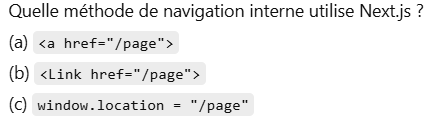 Quelle méthode de navigation interne utilise Next.js ?
(a) <a href="/page">
(b) <Link href="/page">
(c) window.location = "/page"